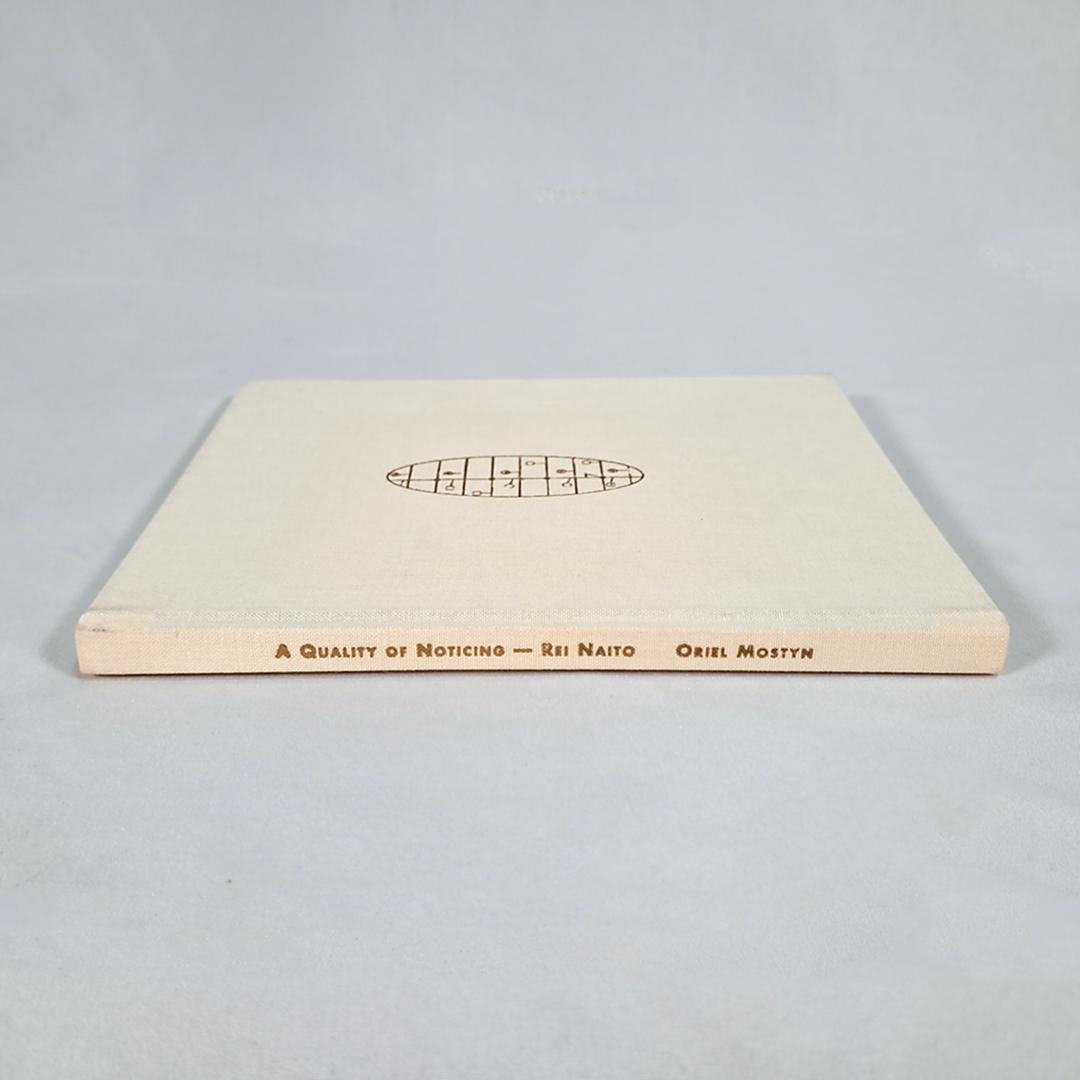 A Quality of Noticing — Rei Naito Oriel Mostyn